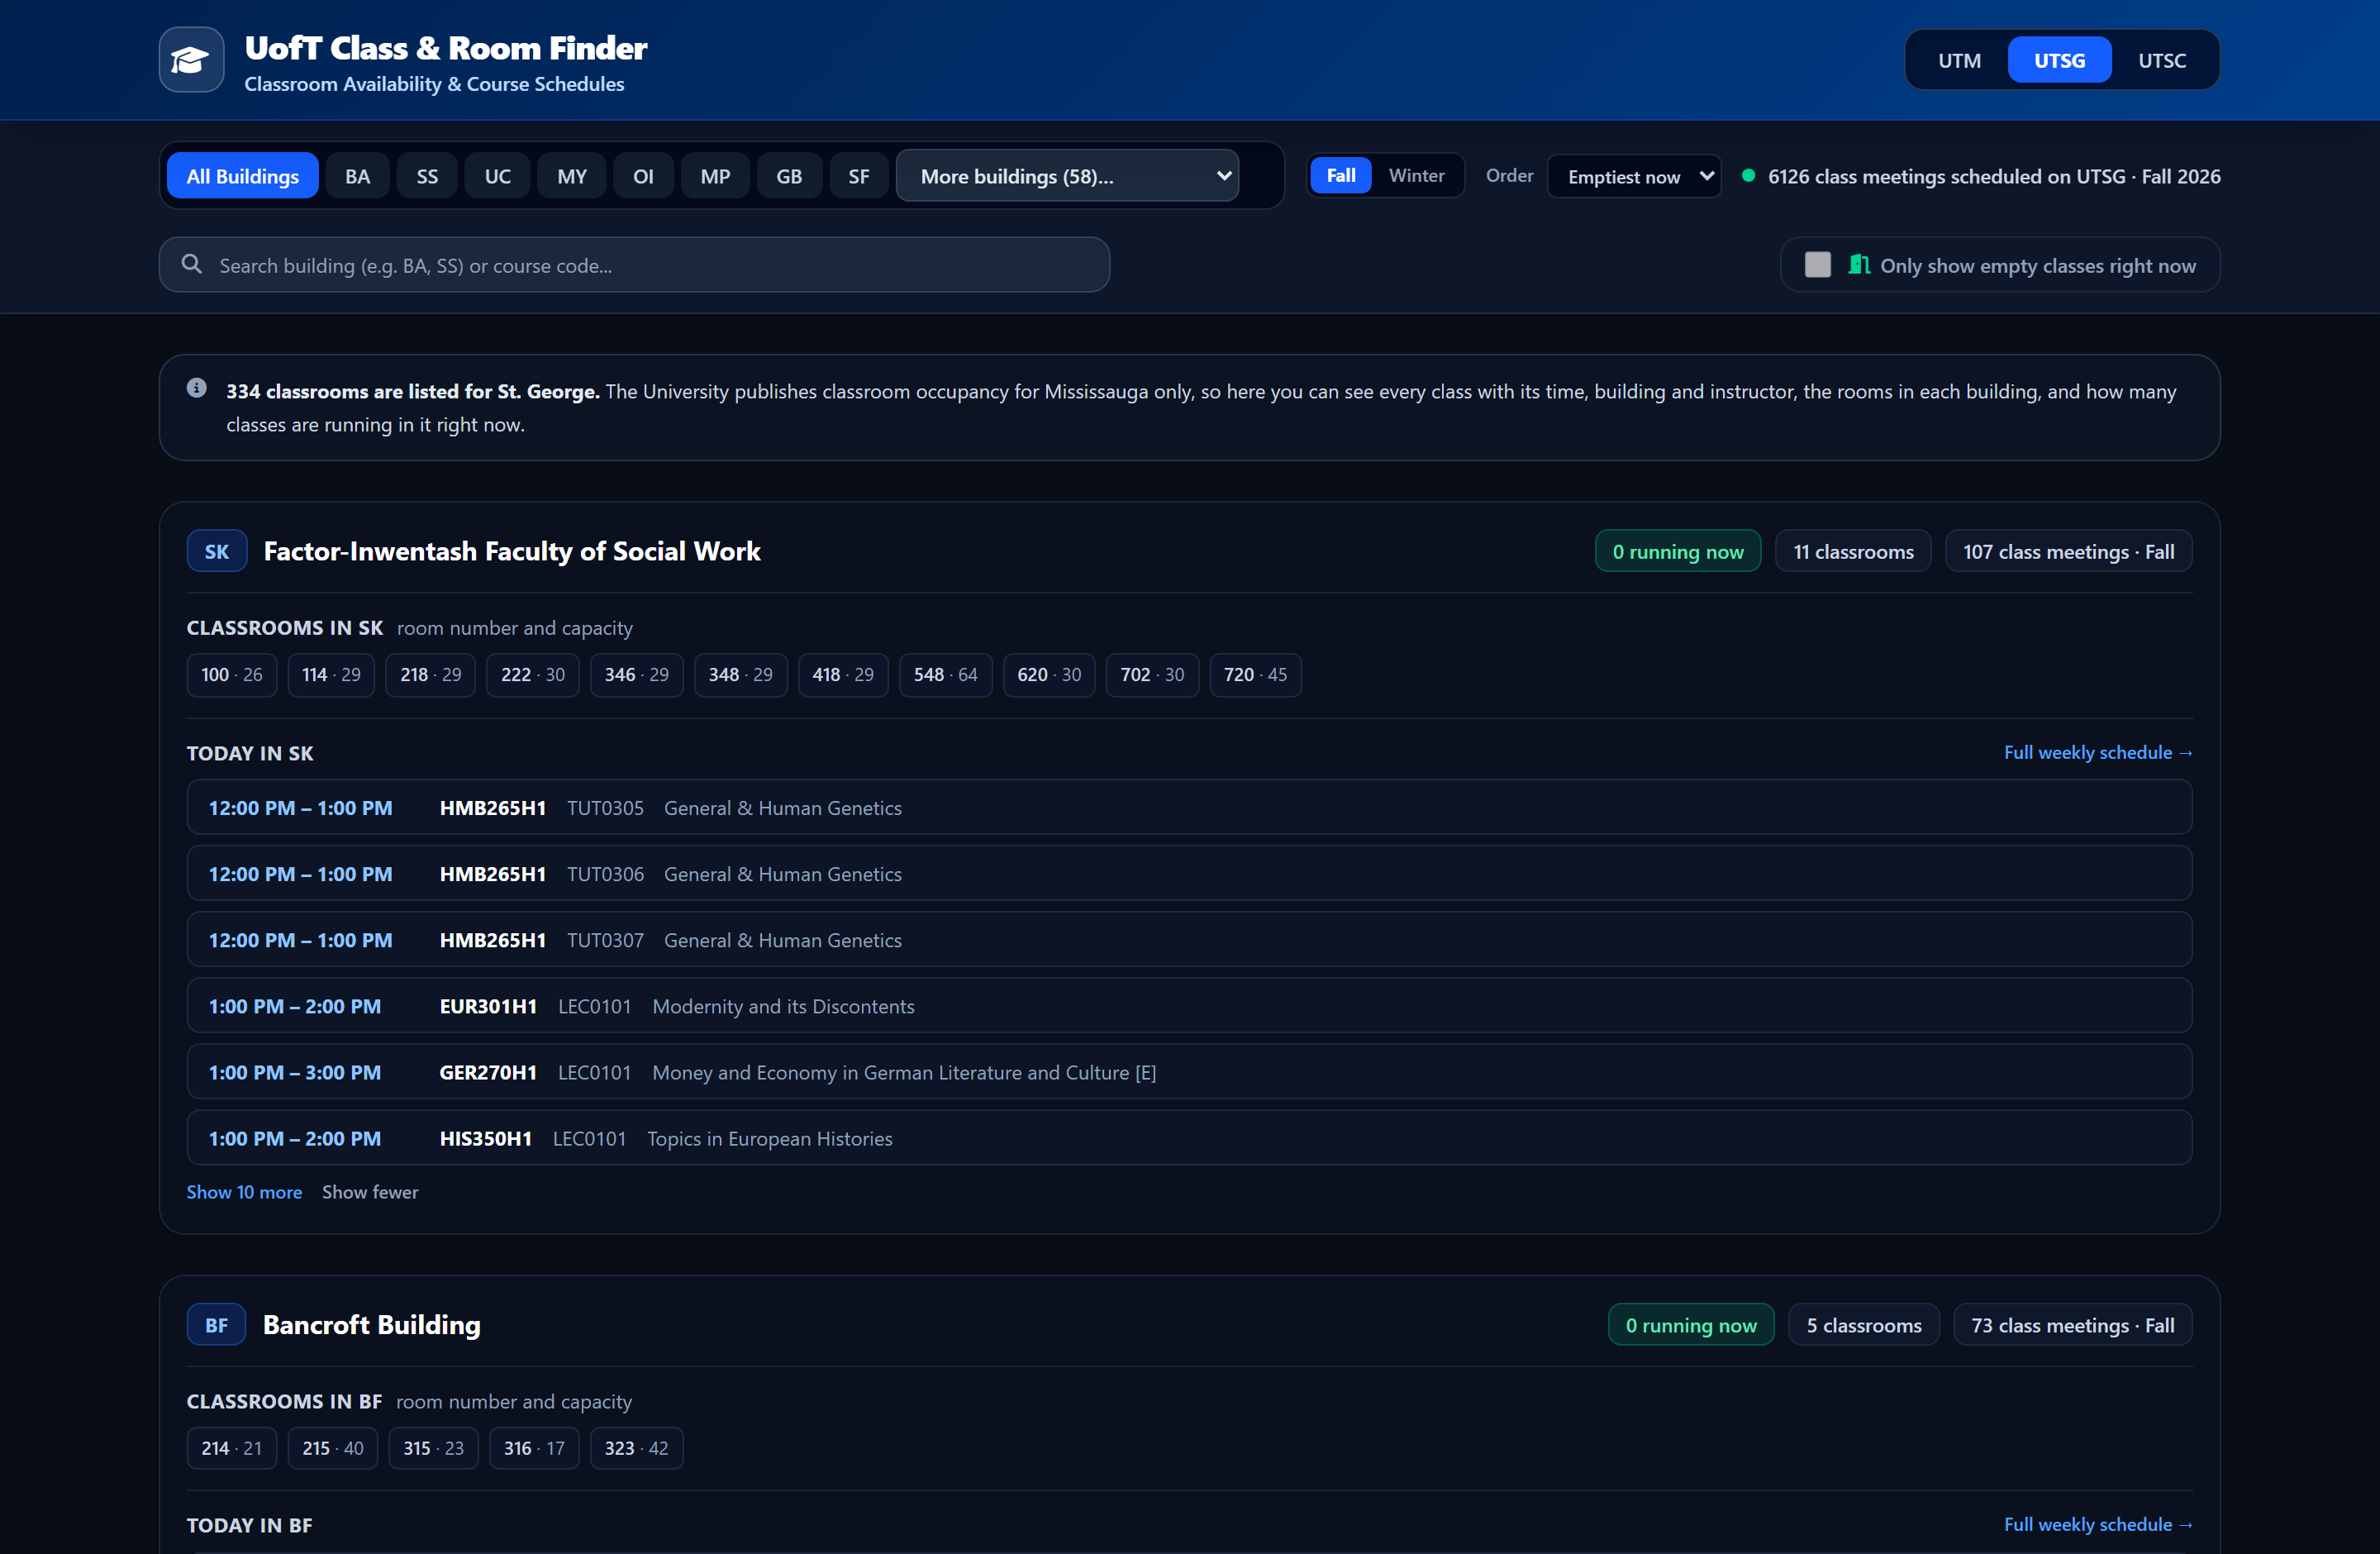 UofT Class & Room Finder
Classroom Availability & Course Schedules
UTM UTSG UTSC
All Buildings BA SS UC MY OI MP GB SF More buildings (58)...
Fall Winter Order Emptiest now 6126 class meetings scheduled on UTSG · Fall 2026
Search building (e.g. BA, SS) or course code...
Only show empty classes right now
334 classrooms are listed for St. George. The University publishes classroom occupancy for Mississauga only, so here you can see every class with its time, building and instructor, the rooms in each building, and how many
classes are running in it right now.
SK Factor-Inwentash Faculty of Social Work 0 running now 11 classrooms 107 class meetings · Fall
CLASSROOMS IN SK room number and capacity
100 · 26 114 · 29 218 · 29 222 · 30 346 · 29 348 · 29 418 · 29 548 · 64 620 · 30 702 · 30 720 · 45
TODAY IN SK Full weekly schedule →
12:00 PM – 1:00 PM HMB265H1 TUT0305 General & Human Genetics
12:00 PM – 1:00 PM HMB265H1 TUT0306 General & Human Genetics
12:00 PM – 1:00 PM HMB265H1 TUT0307 General & Human Genetics
1:00 PM – 2:00 PM EUR301H1 LEC0101 Modernity and its Discontents
1:00 PM – 3:00 PM GER270H1 LEC0101 Money and Economy in German Literature and Culture [E]
1:00 PM – 2:00 PM HIS350H1 LEC0101 Topics in European Histories
Show 10 more Show fewer
BF Bancroft Building 0 running now 5 classrooms 73 class meetings · Fall
CLASSROOMS IN BF room number and capacity
214 · 21 215 · 40 315 · 23 316 · 17 323 · 42
TODAY IN BF Full weekly schedule →